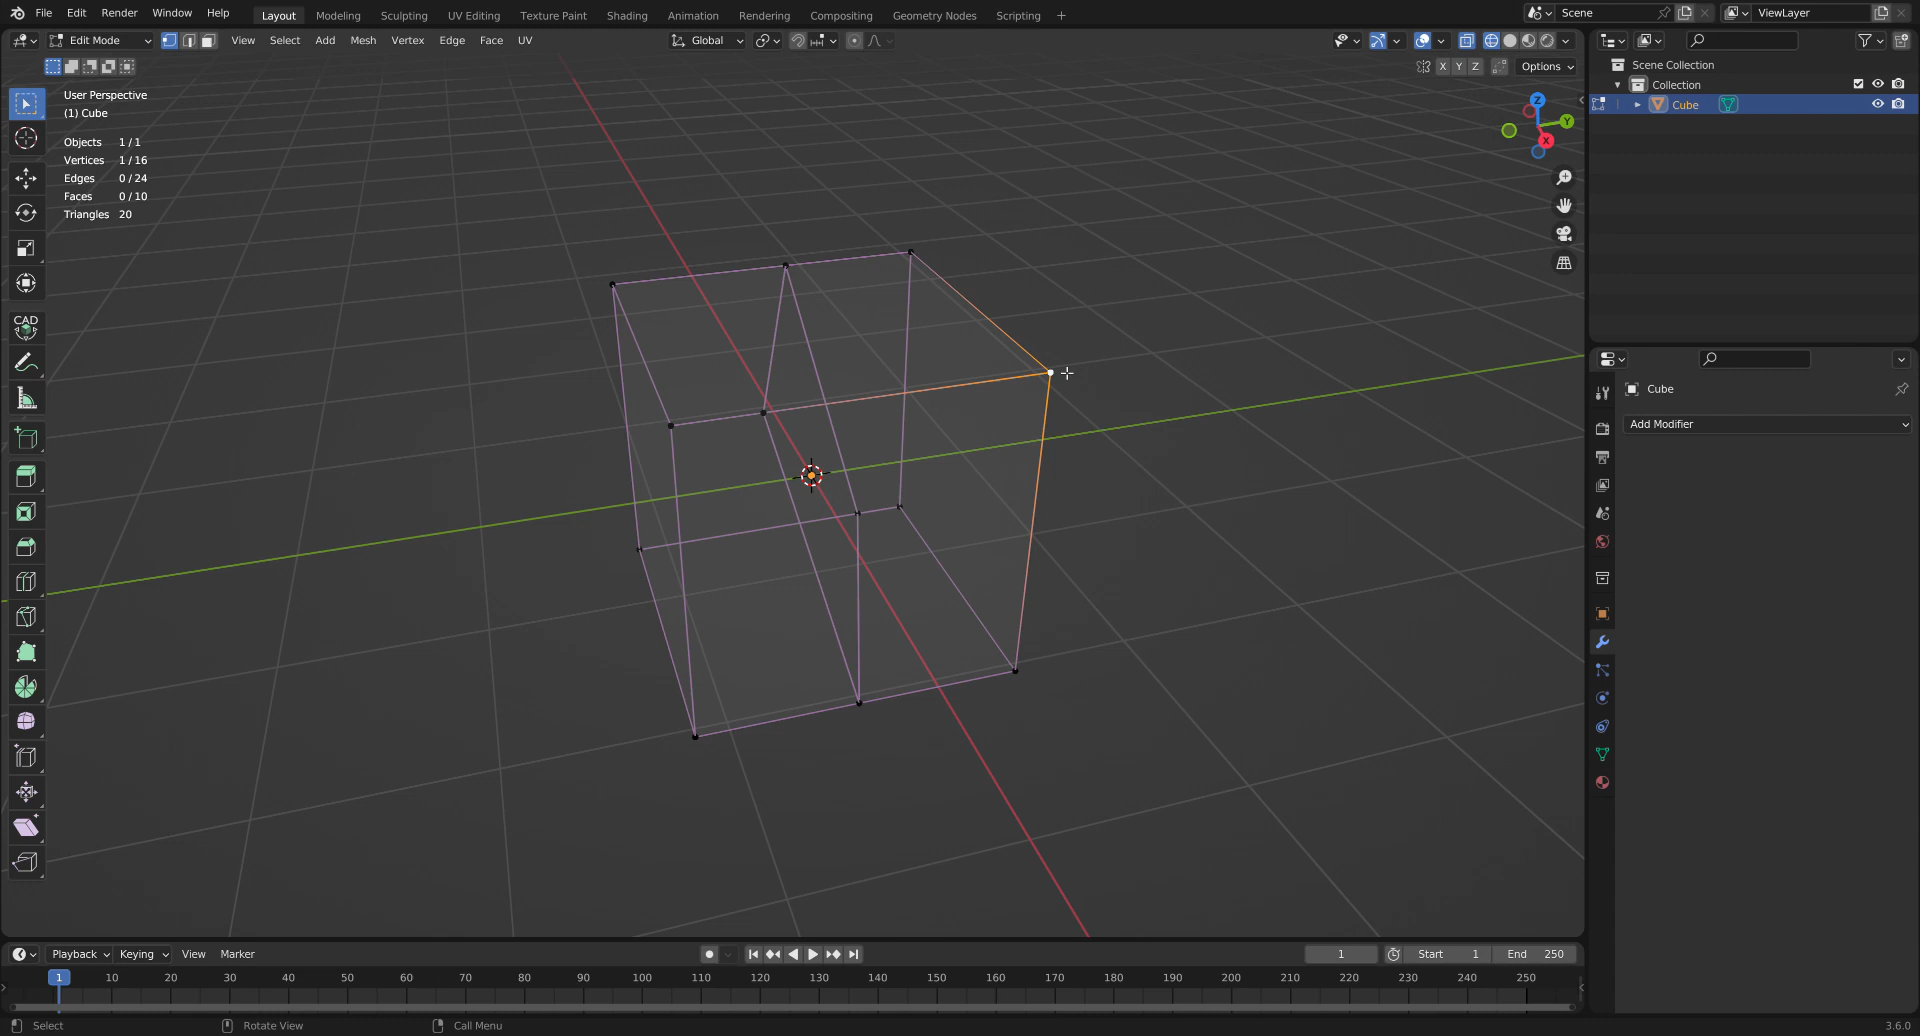 File Edit Render Window Help Layout Modeling Sculpting UV Editing Texture Paint Shading Animation Rendering Compositing Geometry Nodes Scripting + Scene ViewLayer
Edit Mode View Select Add Mesh Vertex Edge Face UV Global
X Y Z Options
User Perspective
(1) Cube
Objects 1 / 1
Vertices 1 / 16
Edges 0 / 24
Faces 0 / 10
Triangles 20
CAD
Z
Y
X
Scene Collection
Collection
Cube
Cube
Add Modifier
Playback Keying View Marker 1 Start 1 End 250
1 10 20 30 40 50 60 70 80 90 100 110 120 130 140 150 160 170 180 190 200 210 220 230 240 250
Select Rotate View Call Menu 3.6.0